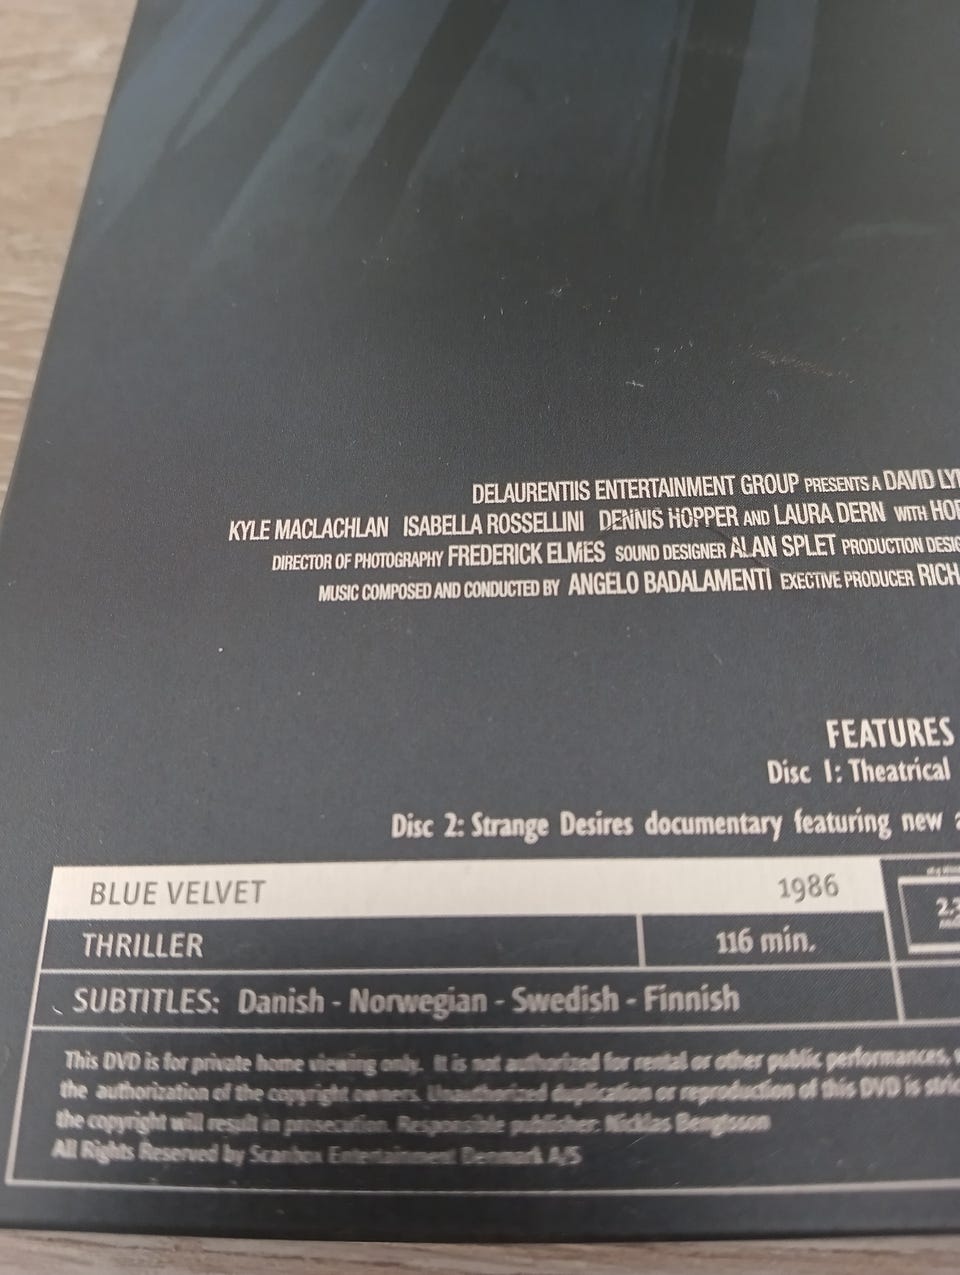 DELAURENTIIS ENTERTAINMENT GROUP PRESENTS A DAVID LY
KYLE MACLACHLAN ISABELLA ROSSELLINI DENNIS HOPPER AND LAURA DERN WITH HO
DIRECTOR OF PHOTOGRAPHY FREDERICK ELMES SOUND DESIGNER ALAN SPLET PRODUCTION DESIG
MUSIC COMPOSED AND CONDUCTED BY ANGELO BADALAMENTI EXECTIVE PRODUCER RICH
FEATURES
Disc 1: Theatrical
Disc 2: Strange Desires documentary featuring new
BLUE VELVET 1986
THRILLER 116 min.
SUBTITLES: Danish - Norwegian - Swedish - Finnish
This DVD is for private home viewing only. It is not authorized for rental or other public performances,
the authorization of the copyright owners. Unauthorized duplication or reproduction of this DVD is stric
the copyright will result in prosecution. Responsible publisher: Nicklas Bengtsson
All Rights Reserved by Scanbox Entertainment Denmark A/S